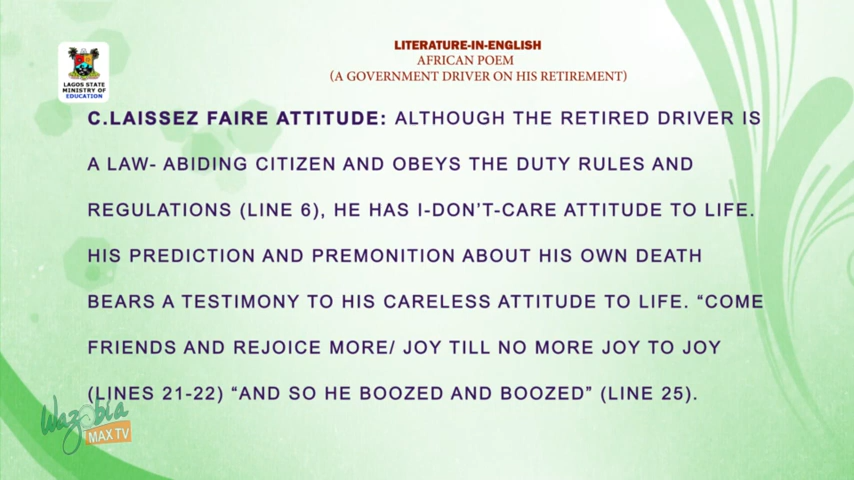 LITERATURE-IN-ENGLISH
AFRICAN POEM
(A GOVERNMENT DRIVER ON HIS RETIREMENT)
LAGOS STATE
MINISTRY OF
EDUCATION
C.LAISSEZ FAIRE ATTITUDE: ALTHOUGH THE RETIRED DRIVER IS
A LAW- ABIDING CITIZEN AND OBEYS THE DUTY RULES AND
REGULATIONS (LINE 6), HE HAS I-DON'T-CARE ATTITUDE TO LIFE.
HIS PREDICTION AND PREMONITION ABOUT HIS OWN DEATH
BEARS A TESTIMONY TO HIS CARELESS ATTITUDE TO LIFE. “COME
FRIENDS AND REJOICE MORE/ JOY TILL NO MORE JOY TO JOY
(LINES 21-22) “AND SO HE BOOZED AND BOOZED” (LINE 25).
Wazobia
MAX TV